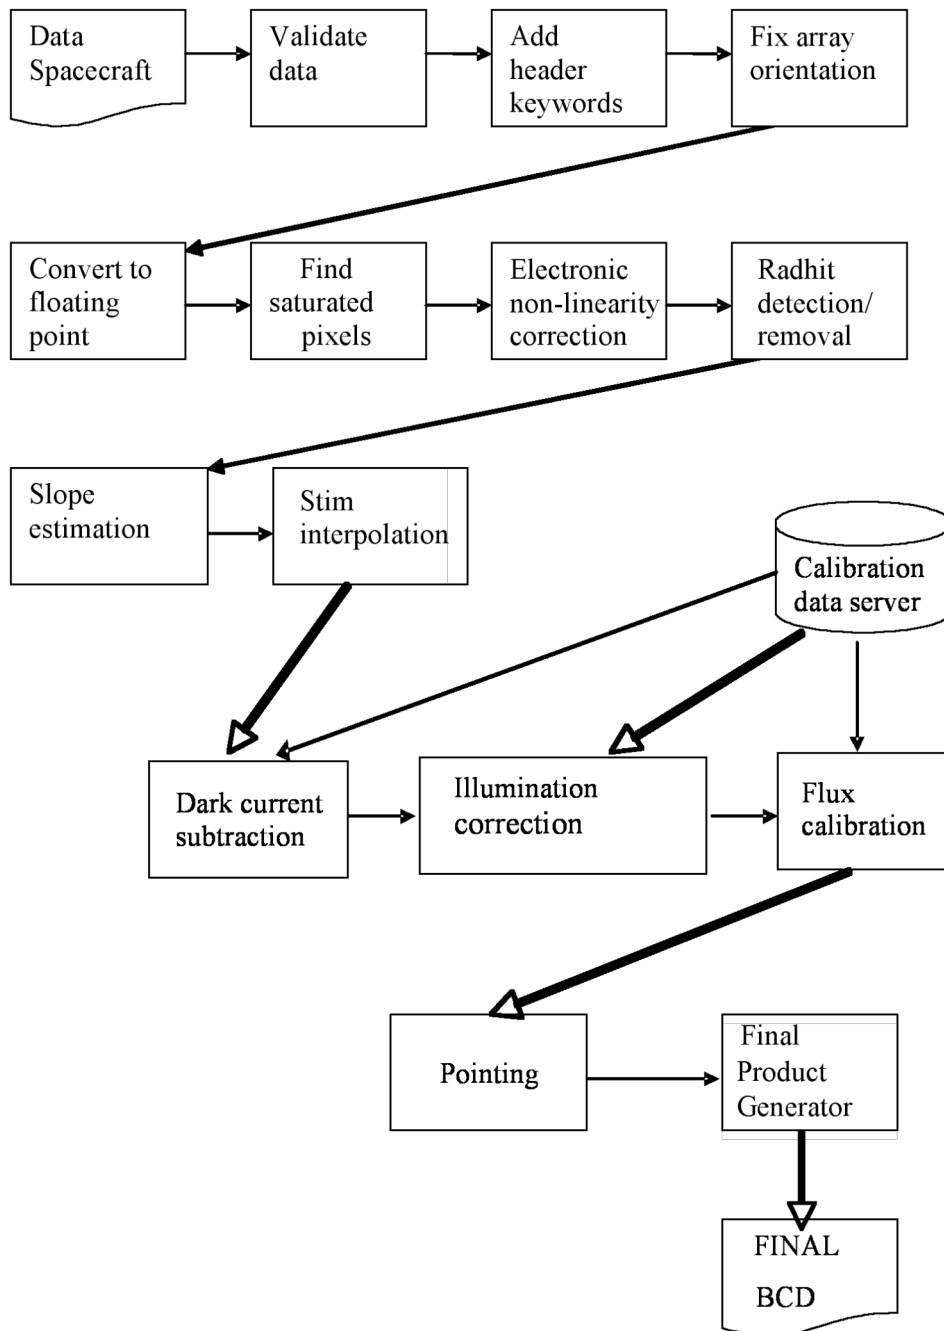 Data
Spacecraft
Validate
data
Add
header
keywords
Fix array
orientation
Convert to
floating
point
Find
saturated
pixels
Electronic
non-linearity
correction
Radhit
detection/
removal
Slope
estimation
Stim
interpolation
Calibration
data server
Dark current
subtraction
Illumination
correction
Flux
calibration
Pointing
Final
Product
Generator
FINAL
BCD